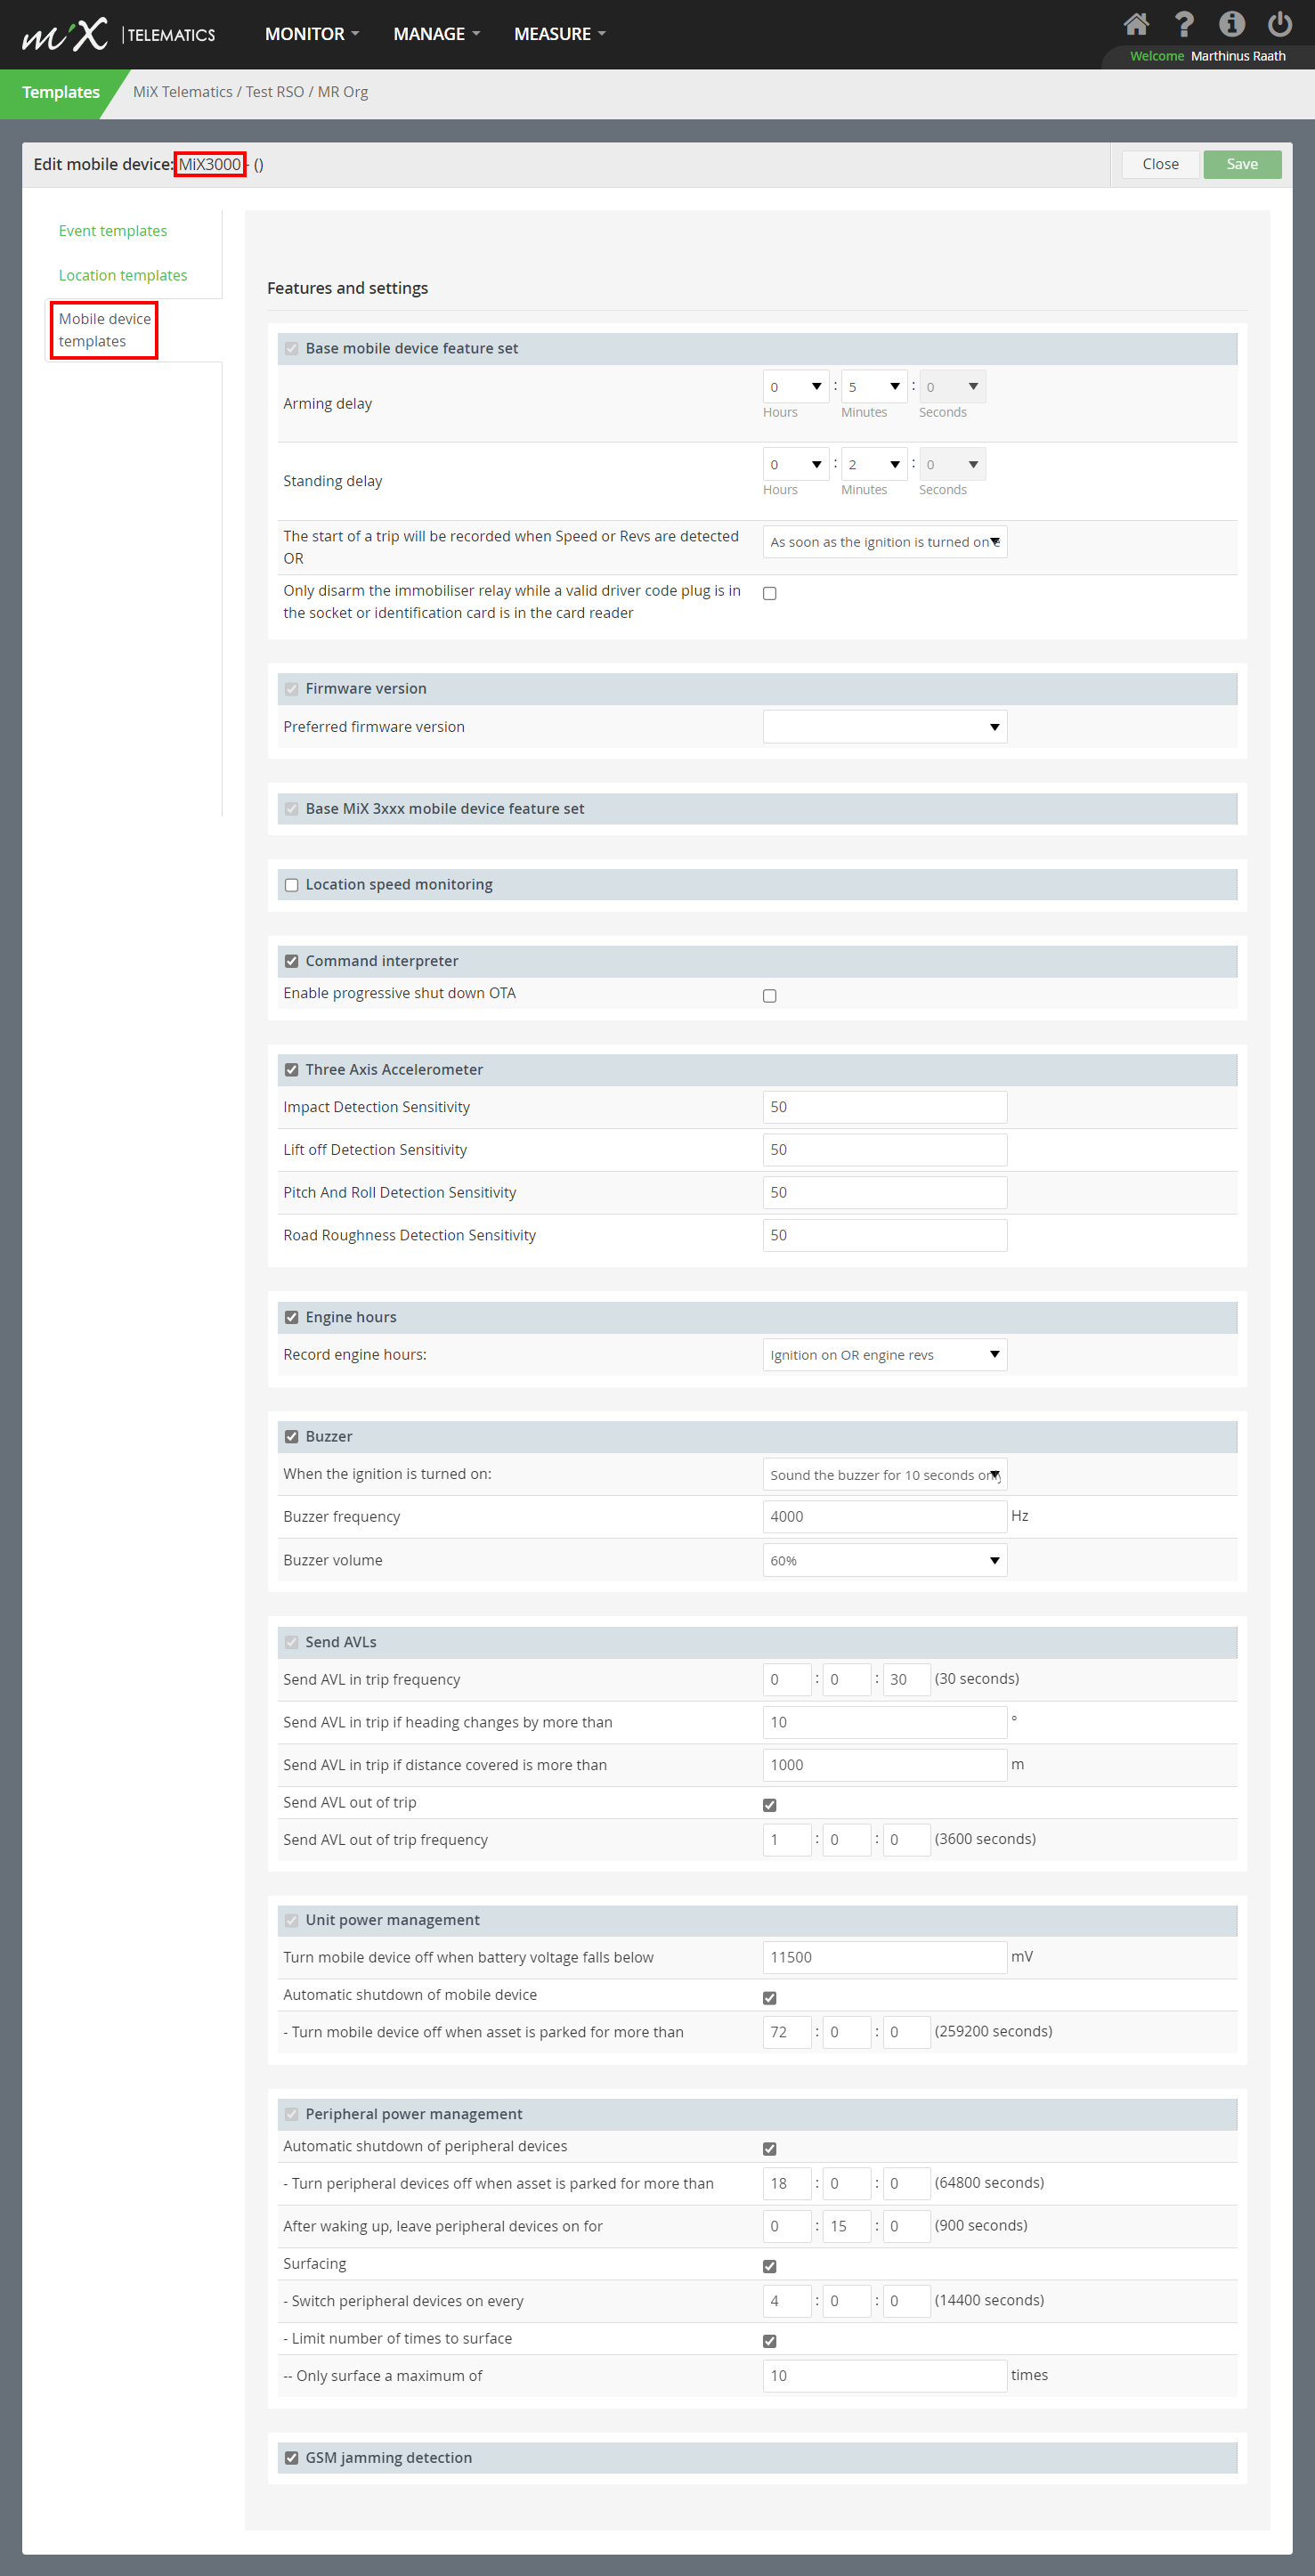 miX | TELEMATICS
MONITOR
MANAGE
MEASURE
Welcome Marthinus Raath
Templates
MiX Telematics / Test RSO / MR Org
Edit mobile device: MiX3000 - ()
Close
Save
Event templates
Location templates
Mobile device
templates
Features and settings
Base mobile device feature set
Arming delay
0 : 5 : 0
Hours Minutes Seconds
Standing delay
0 : 2 : 0
Hours Minutes Seconds
The start of a trip will be recorded when Speed or Revs are detected
OR
As soon as the ignition is turned on e
Only disarm the immobiliser relay while a valid driver code plug is in
the socket or identification card is in the card reader
Firmware version
Preferred firmware version
Base MiX 3xxx mobile device feature set
Location speed monitoring
Command interpreter
Enable progressive shut down OTA
Three Axis Accelerometer
Impact Detection Sensitivity 50
Lift off Detection Sensitivity 50
Pitch And Roll Detection Sensitivity 50
Road Roughness Detection Sensitivity 50
Engine hours
Record engine hours: Ignition on OR engine revs
Buzzer
When the ignition is turned on: Sound the buzzer for 10 seconds only
Buzzer frequency 4000 Hz
Buzzer volume 60%
Send AVLs
Send AVL in trip frequency 0 : 0 : 30 (30 seconds)
Send AVL in trip if heading changes by more than 10 °
Send AVL in trip if distance covered is more than 1000 m
Send AVL out of trip
Send AVL out of trip frequency 1 : 0 : 0 (3600 seconds)
Unit power management
Turn mobile device off when battery voltage falls below 11500 mV
Automatic shutdown of mobile device
- Turn mobile device off when asset is parked for more than 72 : 0 : 0 (259200 seconds)
Peripheral power management
Automatic shutdown of peripheral devices
- Turn peripheral devices off when asset is parked for more than 18 : 0 : 0 (64800 seconds)
After waking up, leave peripheral devices on for 0 : 15 : 0 (900 seconds)
Surfacing
- Switch peripheral devices on every 4 : 0 : 0 (14400 seconds)
- Limit number of times to surface
-- Only surface a maximum of 10 times
GSM jamming detection